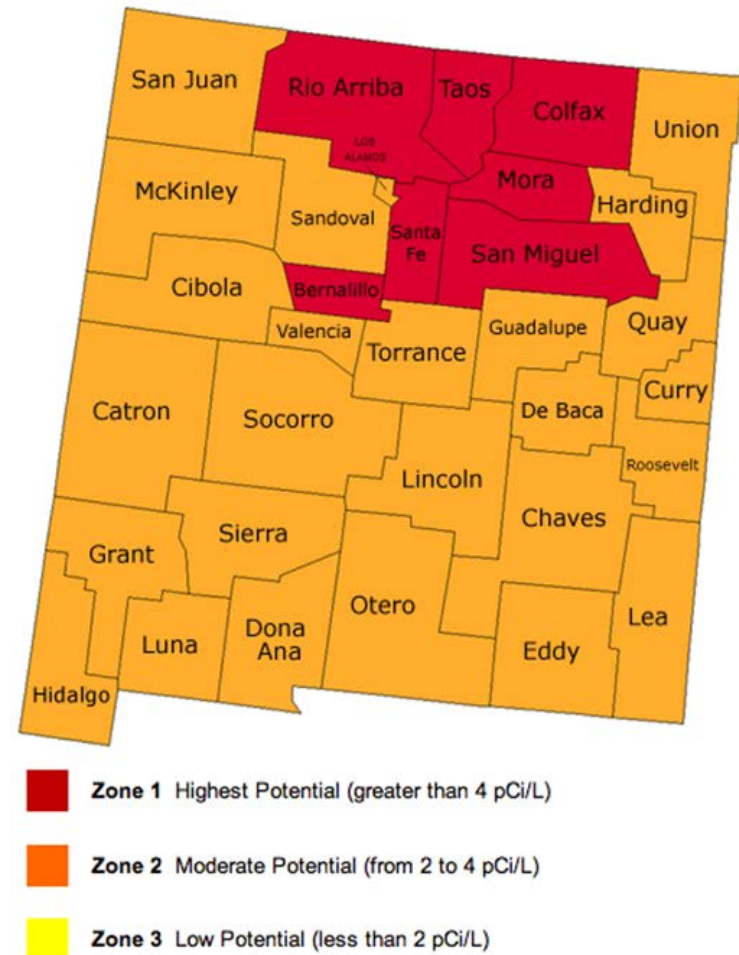 San Juan
Rio Arriba
Taos
Colfax
Union
LOS
ALAMOS
McKinley
Mora
Harding
Sandoval
Santa
Fe
San Miguel
Cibola
Bernalillo
Valencia
Torrance
Guadalupe
Quay
Curry
Catron
Socorro
De Baca
Lincoln
Roosevelt
Chaves
Sierra
Grant
Otero
Lea
Luna
Dona
Ana
Eddy
Hidalgo
Zone 1 Highest Potential (greater than 4 pCi/L)
Zone 2 Moderate Potential (from 2 to 4 pCi/L)
Zone 3 Low Potential (less than 2 pCi/L)